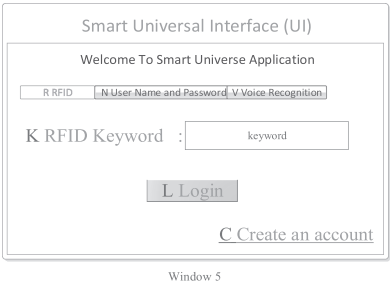 Smart Universal Interface (UI)
Welcome To Smart Universe Application
R RFID N User Name and Password V Voice Recognition
K RFID Keyword : keyword
L Login
C Create an account
Window 5